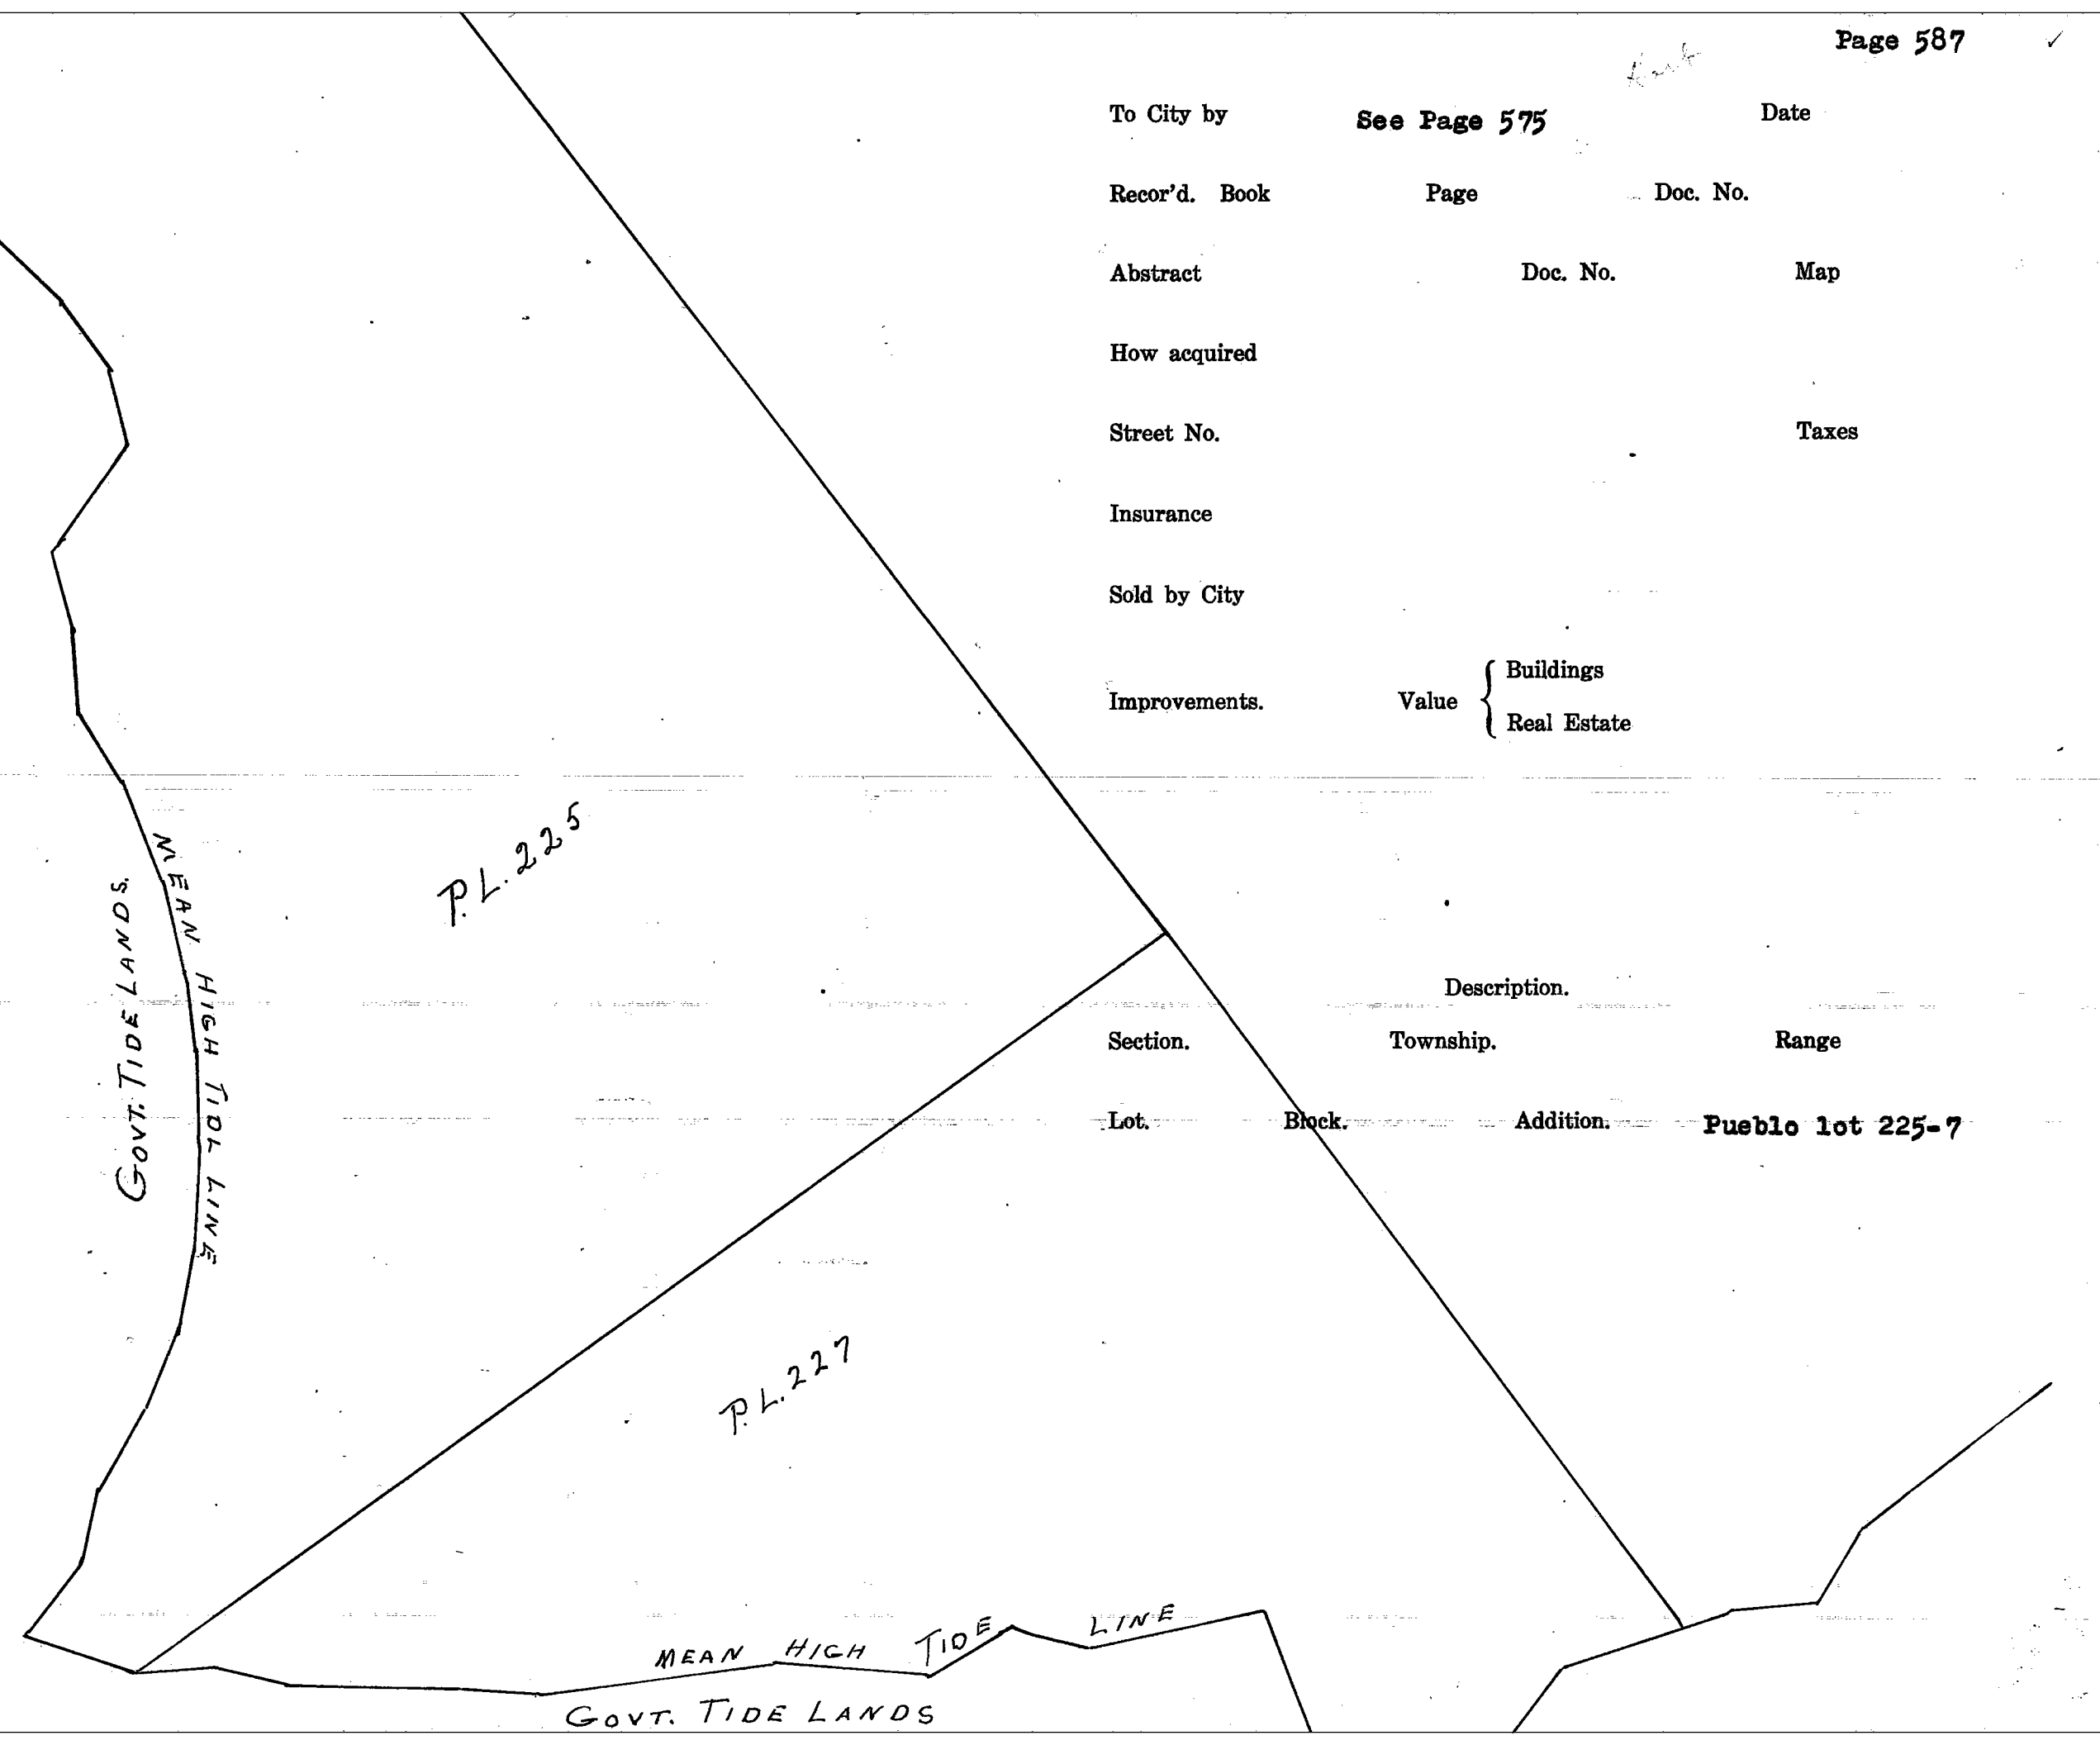 Page 587
To City by See Page 575 Date
Recor'd. Book Page Doc. No.
Abstract Doc. No. Map
How acquired
Street No. Taxes
Insurance
Sold by City
Improvements. Value { Buildings
Real Estate
Description.
Section. Township. Range
Lot. Block. Addition. Pueblo lot 225-7
P.L. 225
GOVT. TIDE LANDS.
MEAN HIGH TIDE LINE
P.L. 227
MEAN HIGH TIDE LINE
GOVT. TIDE LANDS